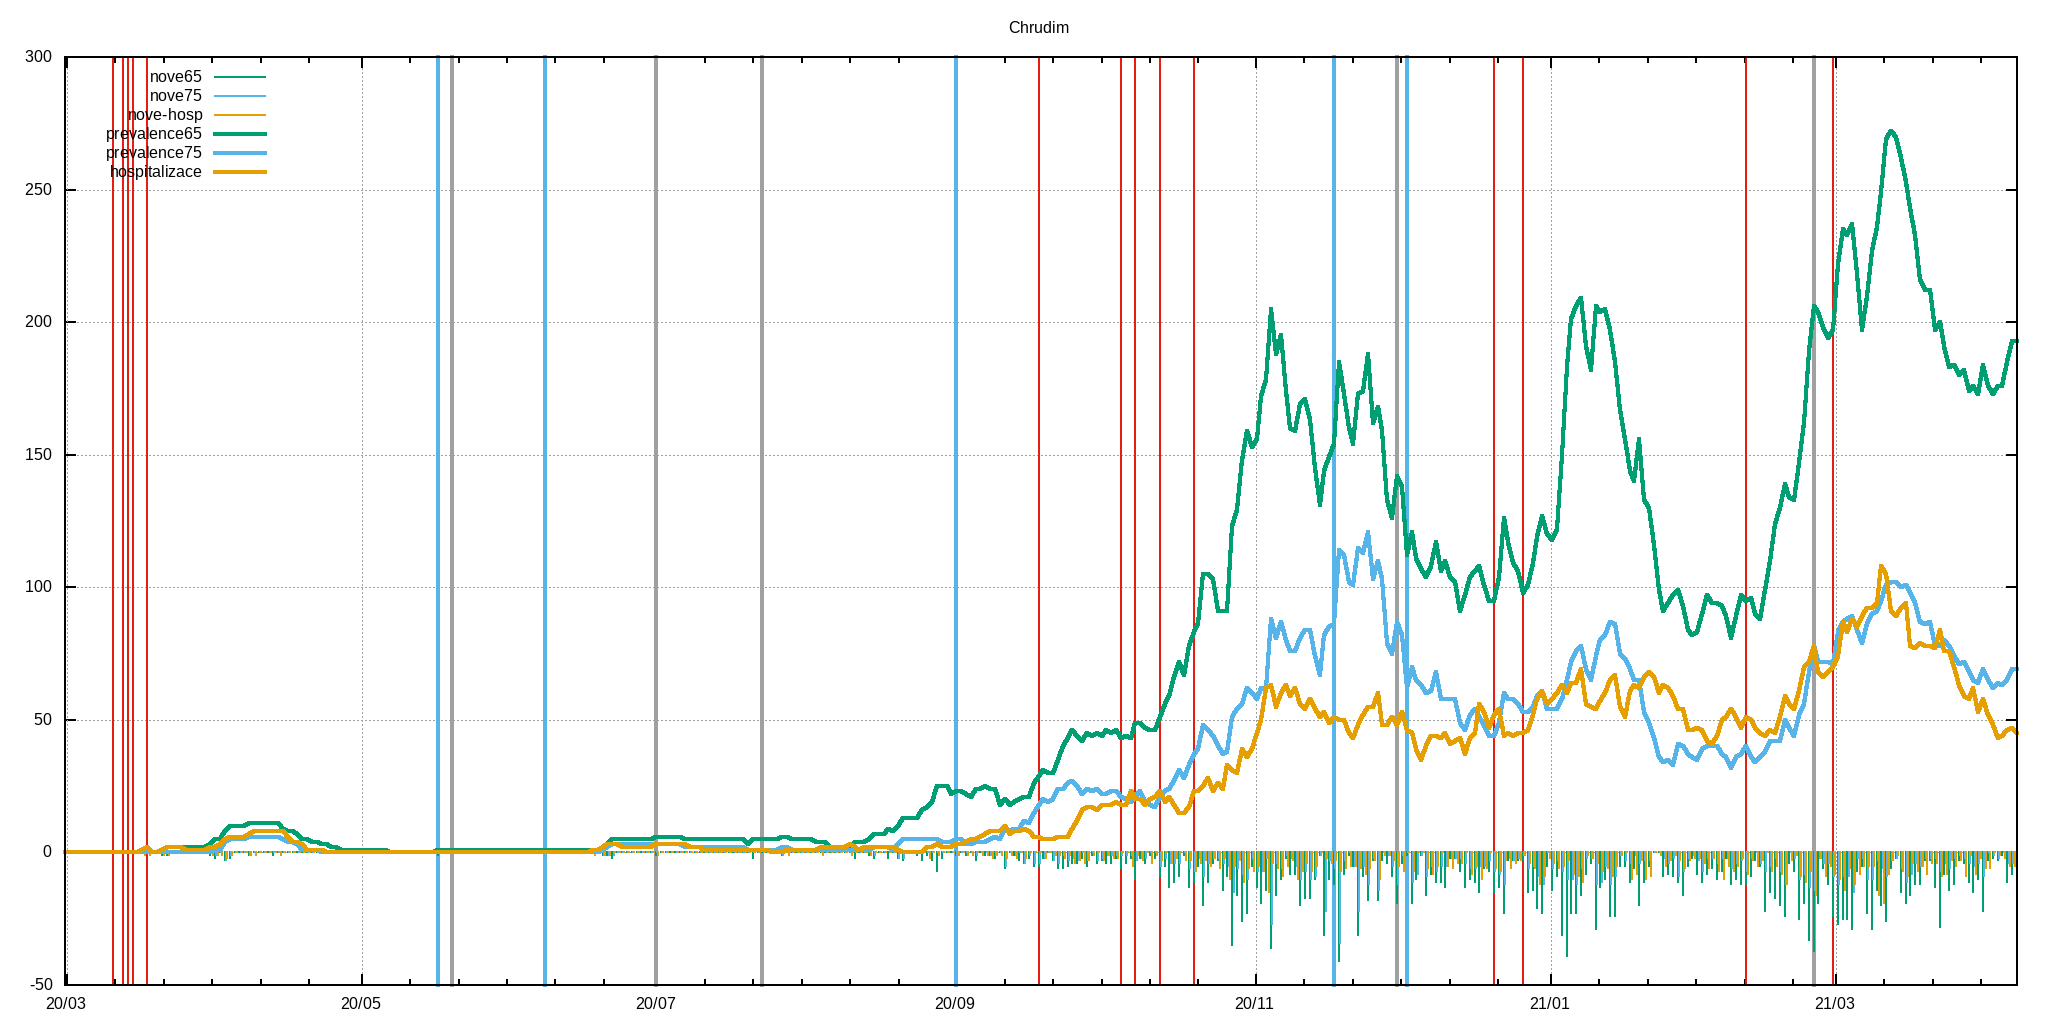 Chrudim
300
nove65
nove75
nove-hosp
prevalence65
prevalence75
hospitalizace
250
200
150
100
50
0
-50
20/03 20/05 20/07 20/09 20/11 21/01 21/03